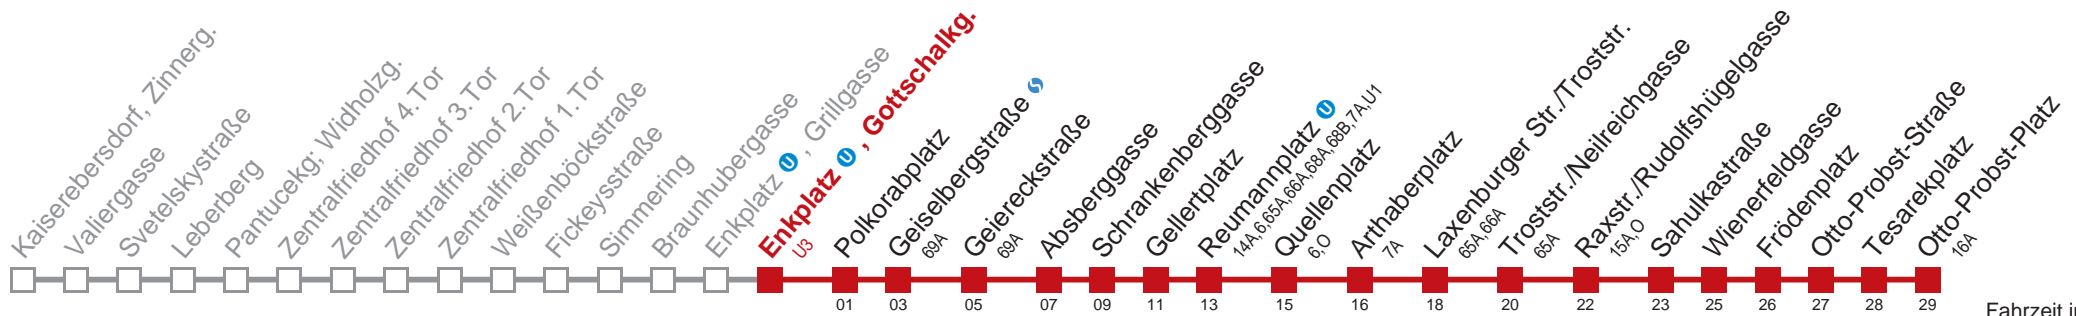 Kaiserebersdorf, Zinnerg.
Valiergasse
Svetelskystraße
Leberberg
Pantucekg; Widholzg.
Zentralfriedhof 4.Tor
Zentralfriedhof 3.Tor
Zentralfriedhof 2.Tor
Zentralfriedhof 1.Tor
Weißenböckstraße
Fickeysstraße
Simmering
Braunhubergasse
Enkplatz U , Grillgasse
Enkplatz U , Gottschalkg.
U3
Polkorabplatz
01
Geiselbergstraße S
69A
03
Geiereckstraße
69A
05
Absberggasse
07
Schrankenberggasse
09
Gellertplatz
11
Reumannplatz U
14A,6,65A,66A,68A,68B,7A,U1
13
Quellenplatz
6,O
15
Arthaberplatz
7A
16
Laxenburger Str./Troststr.
65A,66A
18
Troststr./Neilreichgasse
65A
20
Raxstr./Rudolfshügelgasse
15A,O
22
Sahulkastraße
23
Wienerfeldgasse
25
Frödenplatz
26
Otto-Probst-Straße
27
Tesarekplatz
28
Otto-Probst-Platz
16A
29
Fahrzeit